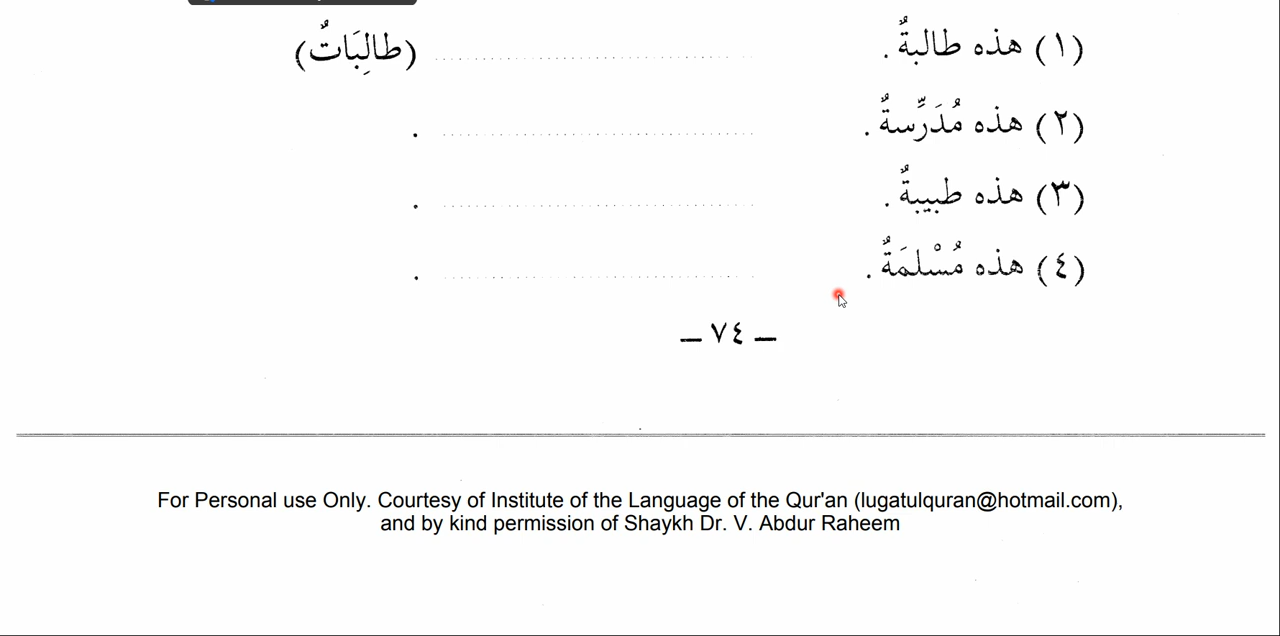 (١) هذه طالبةٌ . .............................. (طالِبَاتٌ)
(٢) هذه مُدَرِّسةٌ . .............................. .
(٣) هذه طبيبةٌ . .............................. .
(٤) هذه مُسْلمَةٌ . .............................. .
— ٧٤ —
For Personal use Only. Courtesy of Institute of the Language of the Qur'an (lugatulquran@hotmail.com),
and by kind permission of Shaykh Dr. V. Abdur Raheem